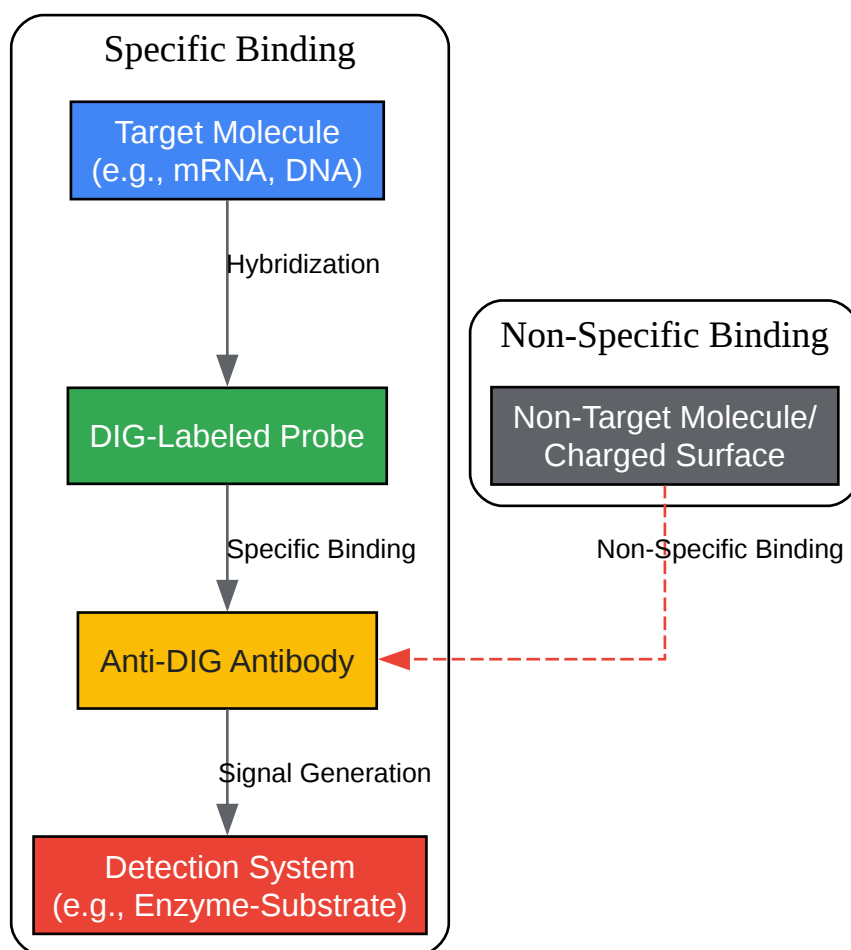 Specific Binding
Target Molecule
(e.g., mRNA, DNA)
Hybridization
DIG-Labeled Probe
Specific Binding
Anti-DIG Antibody
Signal Generation
Detection System
(e.g., Enzyme-Substrate)
Non-Specific Binding
Non-Target Molecule/
Charged Surface
Non-Specific Binding